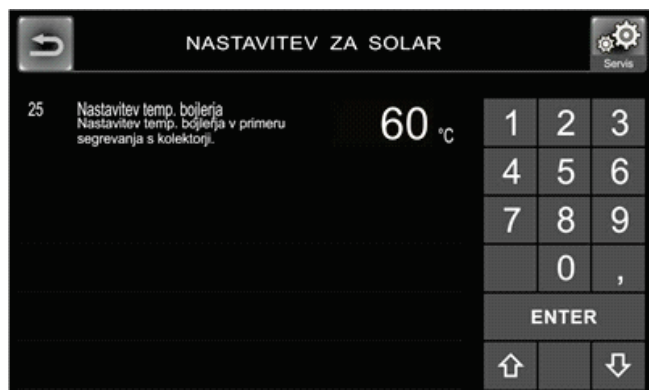 NASTAVITEV ZA SOLAR
Servis
25 Nastavitev temp. bojlerja
Nastavitev temp. bojlerja v primeru
segrevanja s kolektorji.
60 °C
1 2 3
4 5 6
7 8 9
0 ,
ENTER